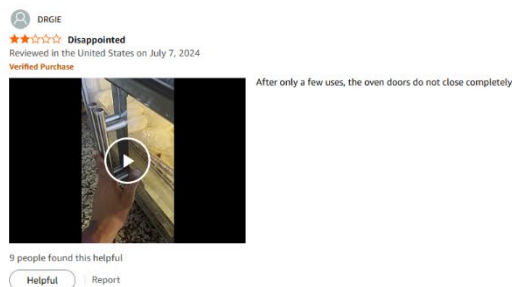 DRGIE
Disappointed
Reviewed in the United States on July 7, 2024
Verified Purchase
After only a few uses, the oven doors do not close completely
9 people found this helpful
Helpful
Report